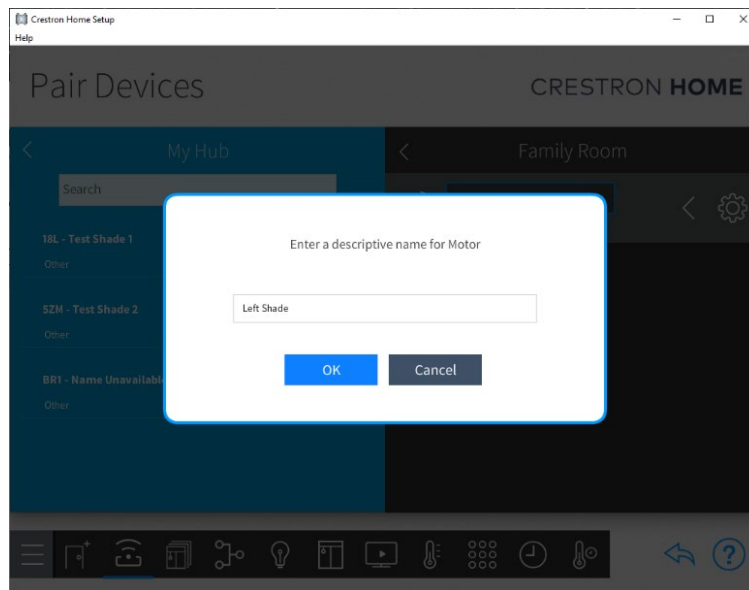 Crestron Home Setup
Help
Pair Devices
CRESTRON HOME
My Hub
Family Room
Search
18L - Test Shade 1
Other
SZM - Test Shade 2
Other
BR1 - Name Unavailabl
Other
Enter a descriptive name for Motor
Left Shade
OK
Cancel
?